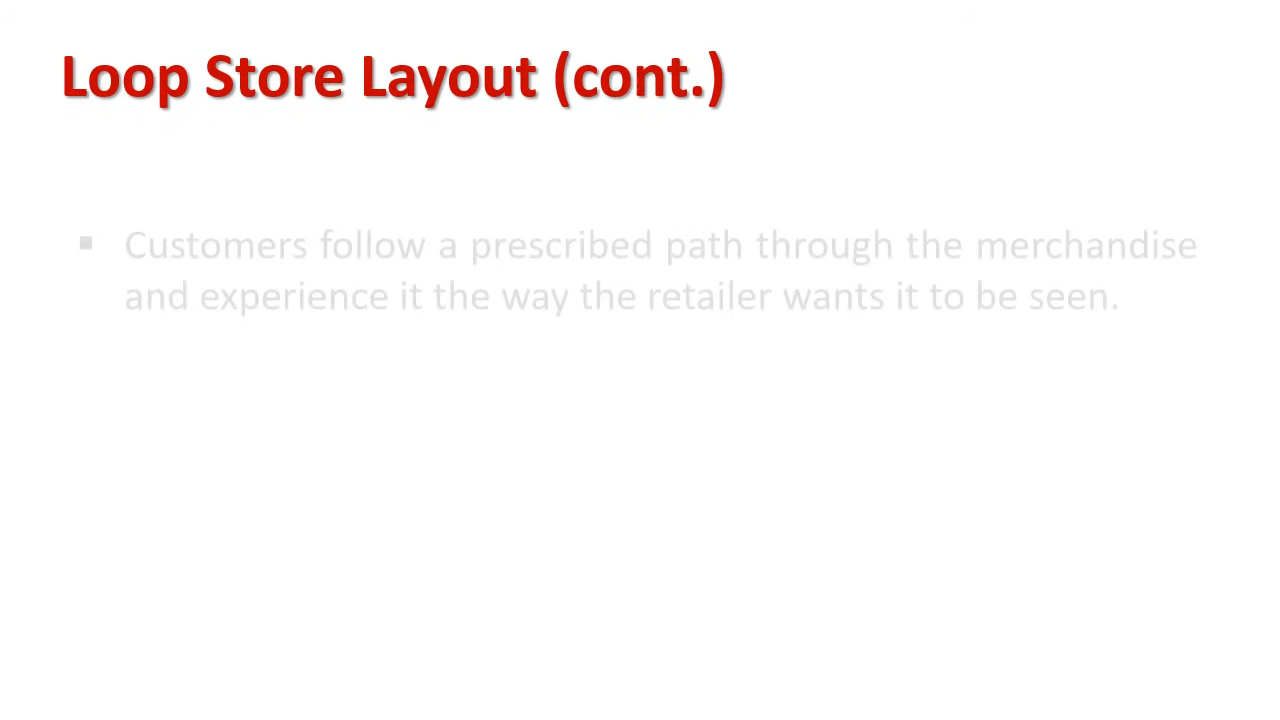 Loop Store Layout (cont.)
▪ Customers follow a prescribed path through the merchandise
and experience it the way the retailer wants it to be seen.